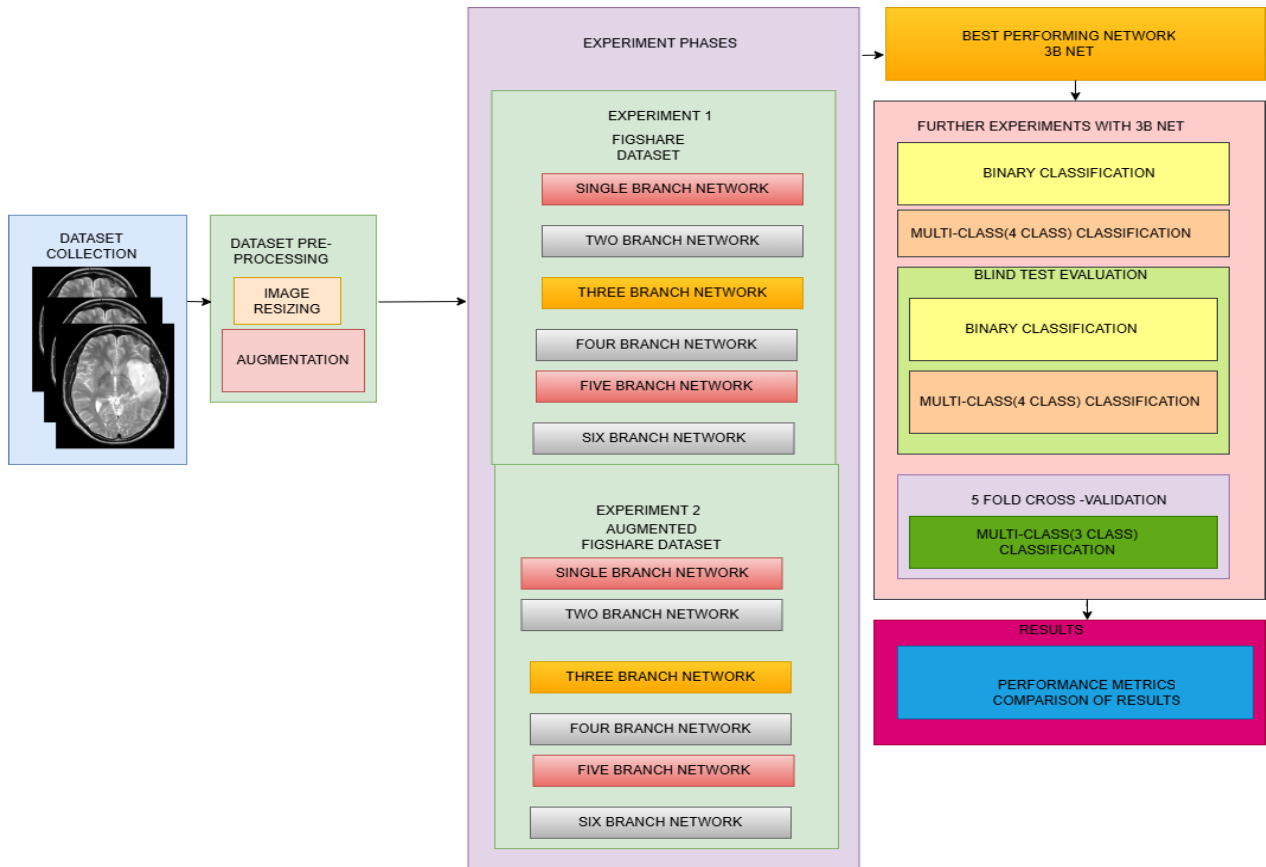 DATASET
COLLECTION
DATASET PRE-
PROCESSING
IMAGE
RESIZING
AUGMENTATION
EXPERIMENT PHASES
EXPERIMENT 1
FIGSHARE
DATASET
SINGLE BRANCH NETWORK
TWO BRANCH NETWORK
THREE BRANCH NETWORK
FOUR BRANCH NETWORK
FIVE BRANCH NETWORK
SIX BRANCH NETWORK
EXPERIMENT 2
AUGMENTED
FIGSHARE DATASET
SINGLE BRANCH NETWORK
TWO BRANCH NETWORK
THREE BRANCH NETWORK
FOUR BRANCH NETWORK
FIVE BRANCH NETWORK
SIX BRANCH NETWORK
BEST PERFORMING NETWORK
3B NET
FURTHER EXPERIMENTS WITH 3B NET
BINARY CLASSIFICATION
MULTI-CLASS(4 CLASS) CLASSIFICATION
BLIND TEST EVALUATION
BINARY CLASSIFICATION
MULTI-CLASS(4 CLASS) CLASSIFICATION
5 FOLD CROSS -VALIDATION
MULTI-CLASS(3 CLASS)
CLASSIFICATION
RESULTS
PERFORMANCE METRICS
COMPARISON OF RESULTS